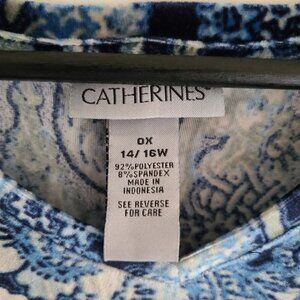 CATHERINES
0X
14/16W
92%POLYESTER
8%SPANDEX
MADE IN
INDONESIA
SEE REVERSE
FOR CARE